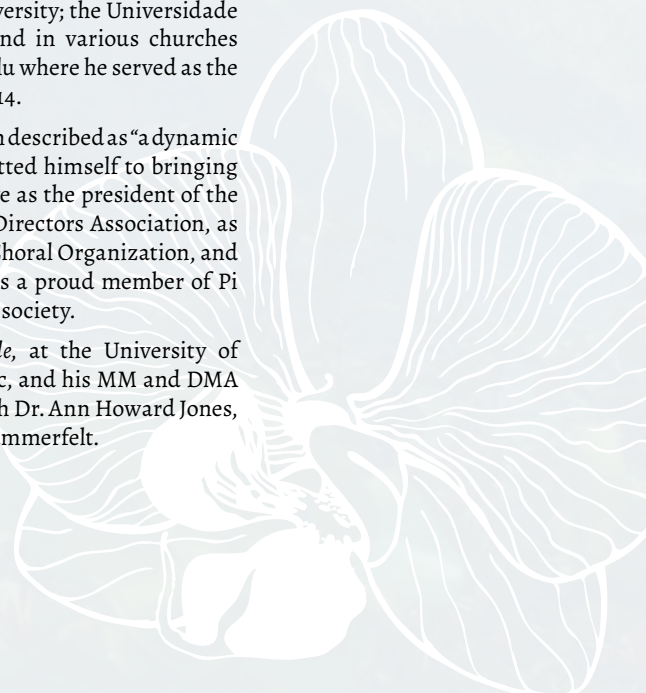 versity; the Universidade
nd in various churches
lu where he served as the
14.
n described as “a dynamic
tted himself to bringing
e as the president of the
Directors Association, as
Choral Organization, and
s a proud member of Pi
society.
de, at the University of
c, and his MM and DMA
h Dr. Ann Howard Jones,
mmerfelt.